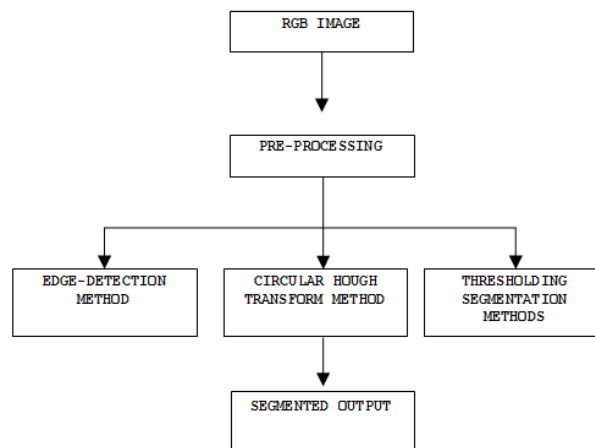 RGB IMAGE
PRE-PROCESSING
EDGE-DETECTION
METHOD
CIRCULAR HOUGH
TRANSFORM METHOD
THRESHOLDING
SEGMENTATION
METHODS
SEGMENTED OUTPUT